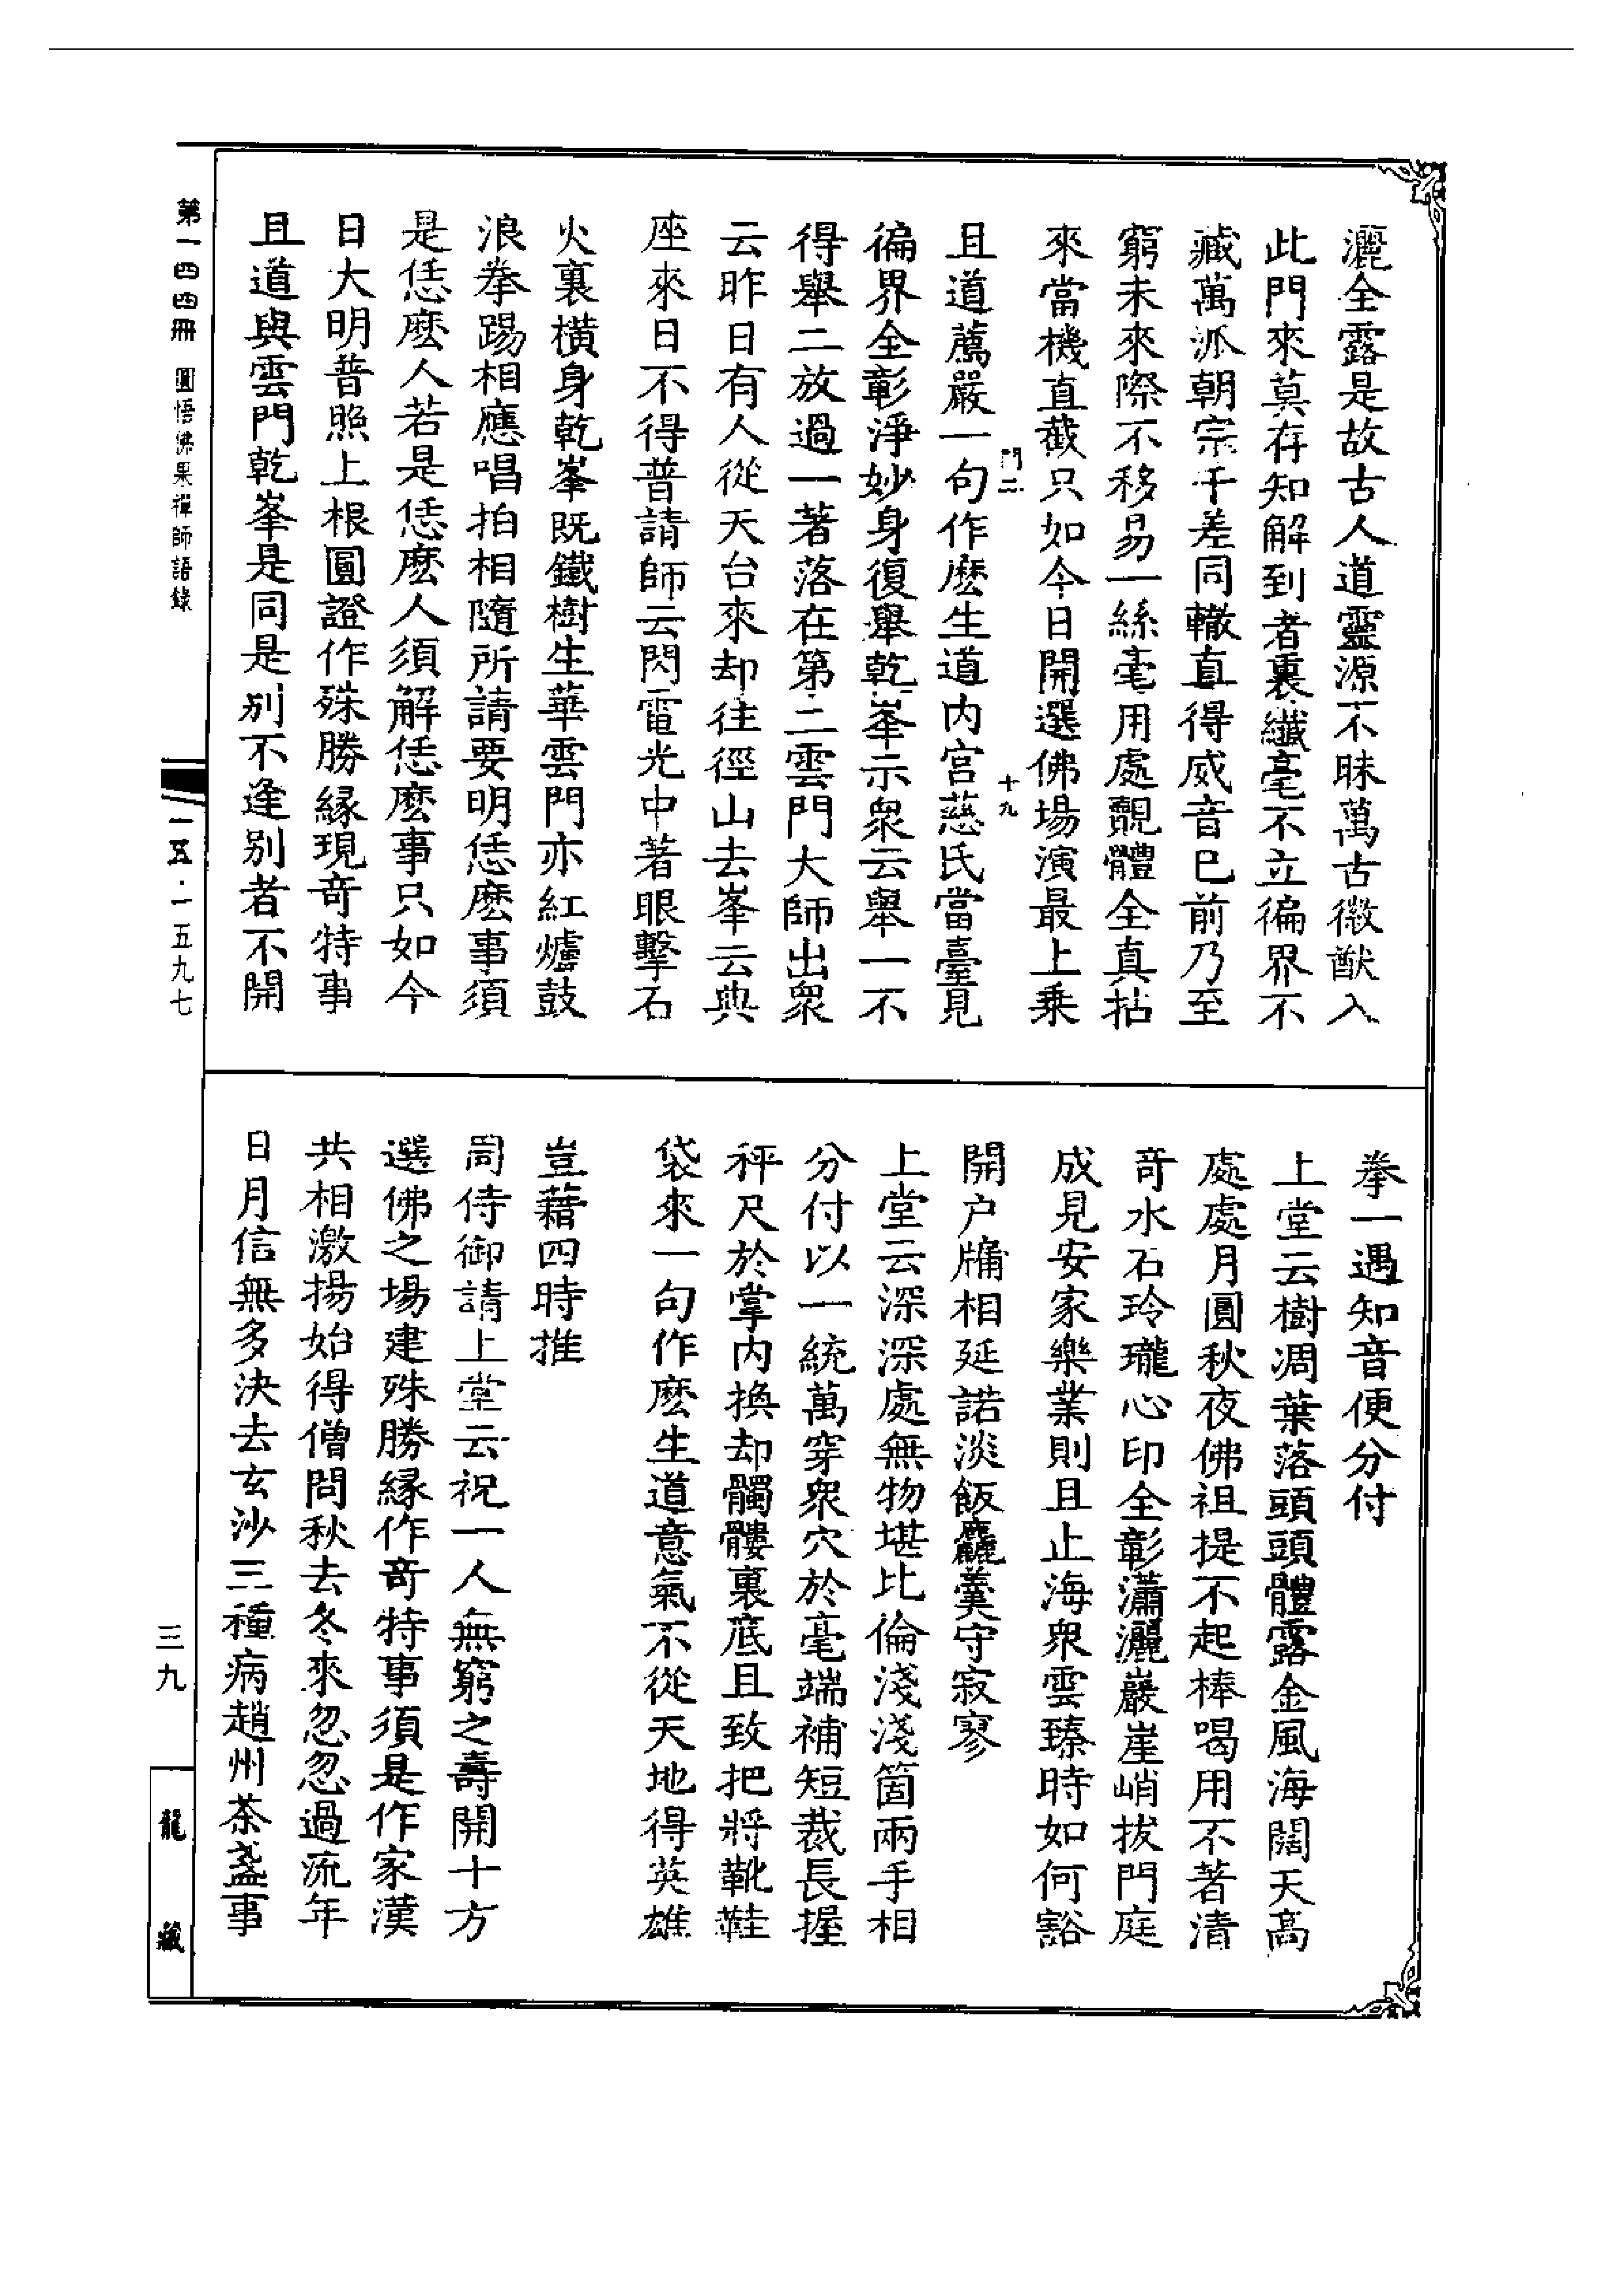 灑全露是故古人道靈源不昧萬古徽猷入
此門來莫存知解到者裏纖毫不立徧界不
藏萬派朝宗千差同轍直得威音已前乃至
窮未來際不移易一絲毫用處覿體全真拈
來當機直截只如今日開選佛場演最上乘
門二 十九
且道薦嚴一句作麽生道內宮慈氏當臺見
徧界全彰淨妙身復舉乾峯示衆云舉一不
得舉二放過一著落在第二雲門大師出衆
云昨日有人從天台來却往徑山去峯云典
座來日不得普請師云閃電光中著眼擊石
火裏橫身乾峯既鐵樹生華雲門亦紅爐鼓
浪拳踢相應唱拍相隨所請要明恁麽事須
是恁麽人若是恁麽人須解恁麽事只如今
日大明普照上根圓證作殊勝縁現奇特事
且道與雲門乾峯是同是别不逢别者不開
拳一遇知音便分付
上堂云樹凋葉落頭頭體露金風海闊天高
處處月圓秋夜佛祖提不起棒喝用不著清
奇水石玲瓏心印全彰瀟灑巖崖峭拔門庭
成見安家樂業則且止海衆雲臻時如何豁
開户牖相延諾淡飯麤羹守寂寥
上堂云深深處無物堪比倫淺淺箇兩手相
分付以一統萬穿衆穴於毫端補短裁長握
秤尺於掌内換却髑髏裏底且致把將靴鞋
袋來一句作麽生道意氣不從天地得英雄
豈藉四時推
周侍御請上堂云祝一人無窮之壽開十方
選佛之場建殊勝縁作奇特事須是作家漢
共相激揚始得僧問秋去冬來忽忽過流年
日月信無多決去玄沙三種病趙州茶盞事
第一四四冊 圓悟佛果禪師語錄
一五·一五九七
三九
龍藏